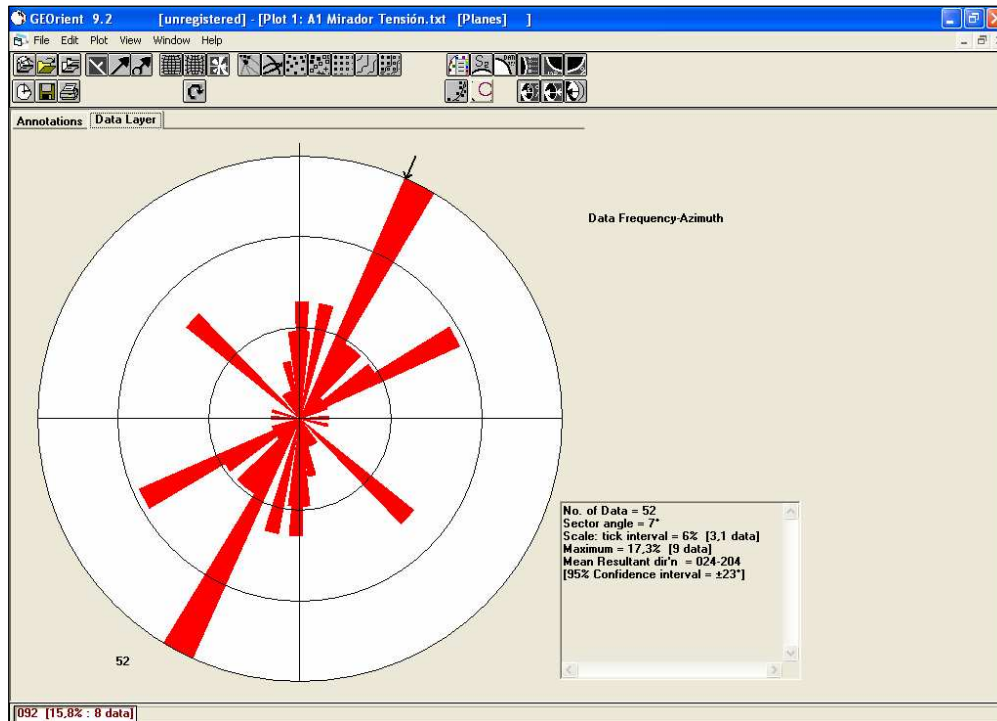 GEOrient 9.2 [unregistered] - [Plot 1: A1 Mirador Tensión.txt [Planes] ]
File Edit Plot View Window Help
Annotations Data Layer
Data Frequency-Azimuth
No. of Data = 52
Sector angle = 7°
Scale: tick interval = 6% [3,1 data]
Maximum = 17,3% [9 data]
Mean Resultant dir'n = 024-204
[95% Confidence interval = ±23°]
52
092 [15,8% : 8 data]